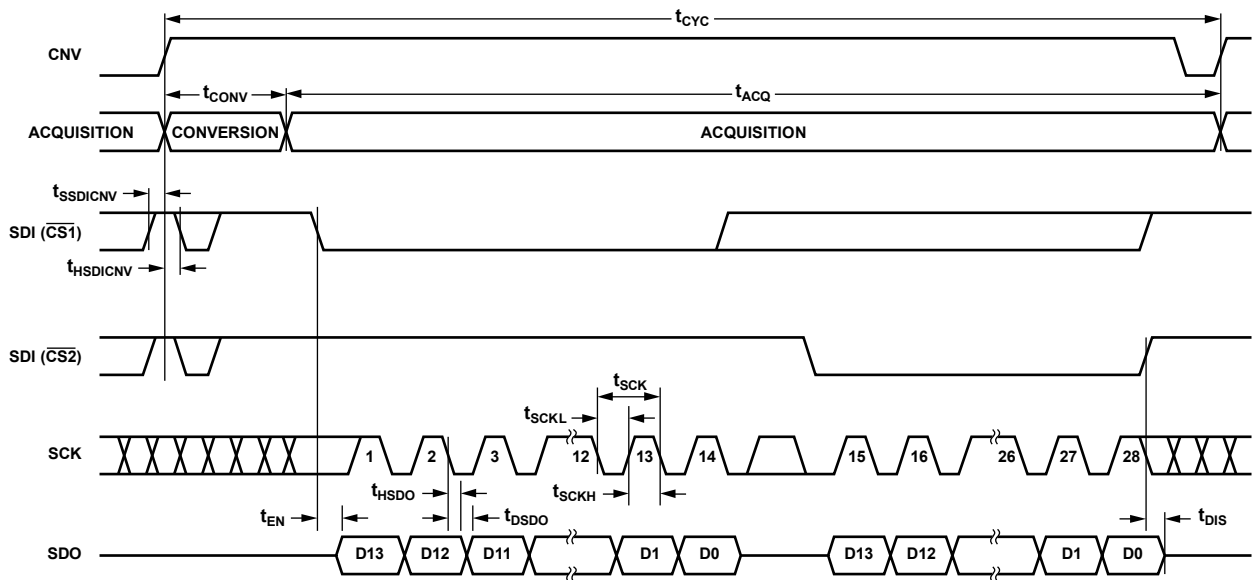 tCYC
CNV
tCONV
tACQ
ACQUISITION
CONVERSION
ACQUISITION
tSSDICNV
SDI (CS1)
tHSDICNV
SDI (CS2)
tSCK
tSCKL
SCK
1 2 3 12 13 14 15 16 26 27 28
tHSDO
tSCKH
tEN
tDSDO
tDIS
SDO
D13 D12 D11 D1 D0 D13 D12 D1 D0